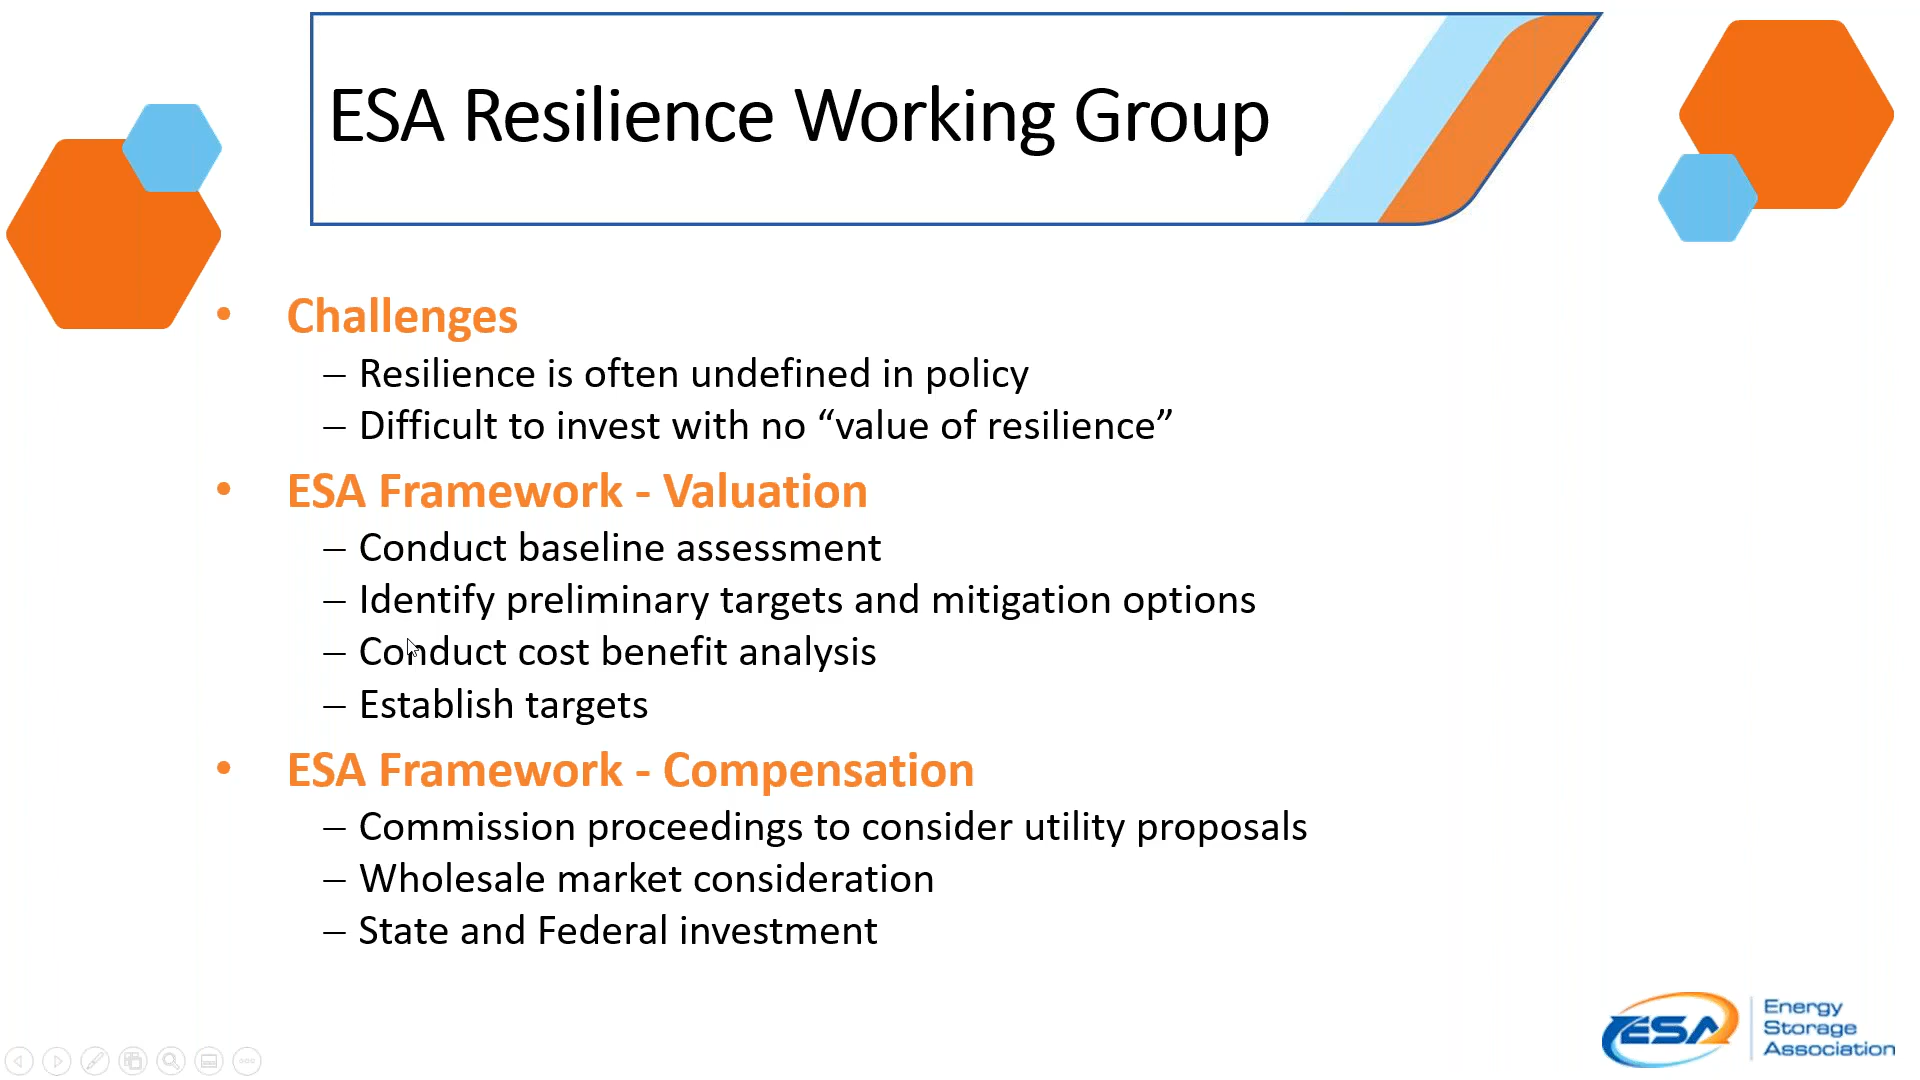 ESA Resilience Working Group
• Challenges
– Resilience is often undefined in policy
– Difficult to invest with no “value of resilience”
• ESA Framework - Valuation
– Conduct baseline assessment
– Identify preliminary targets and mitigation options
– Conduct cost benefit analysis
– Establish targets
• ESA Framework - Compensation
– Commission proceedings to consider utility proposals
– Wholesale market consideration
– State and Federal investment
ESA
Energy
Storage
Association